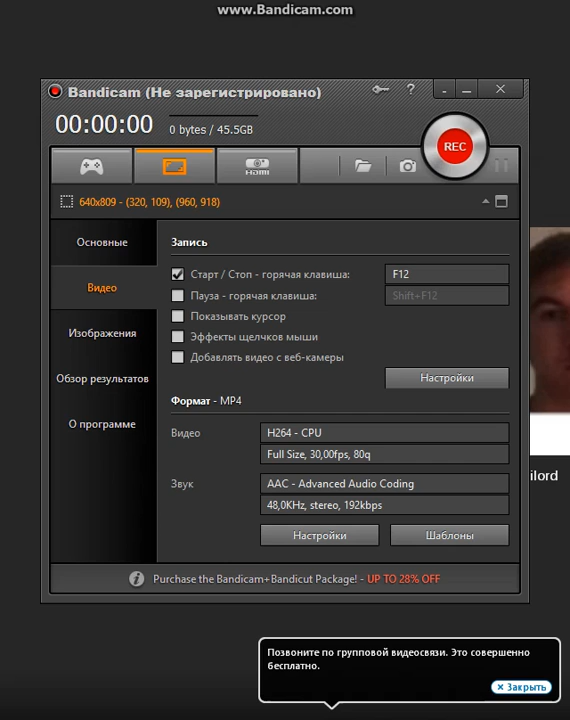 www.Bandicam.com
Bandicam (Не зарегистрировано)
?
00:00:00
0 bytes / 45.5GB
REC
HDMI
640x809 - (320, 109), (960, 918)
Основные
Видео
Изображения
Обзор результатов
О программе
Запись
Старт / Стоп - горячая клавиша:
F12
Пауза - горячая клавиша:
Shift+F12
Показывать курсор
Эффекты щелчков мыши
Добавлять видео с веб-камеры
Настройки
Формат - MP4
Видео
H264 - CPU
Full Size, 30,00fps, 80q
Звук
AAC - Advanced Audio Coding
48,0KHz, stereo, 192kbps
Настройки
Шаблоны
Purchase the Bandicam+Bandicut Package! - UP TO 28% OFF
ilord
Позвоните по групповой видеосвязи. Это совершенно
бесплатно.
Закрыть